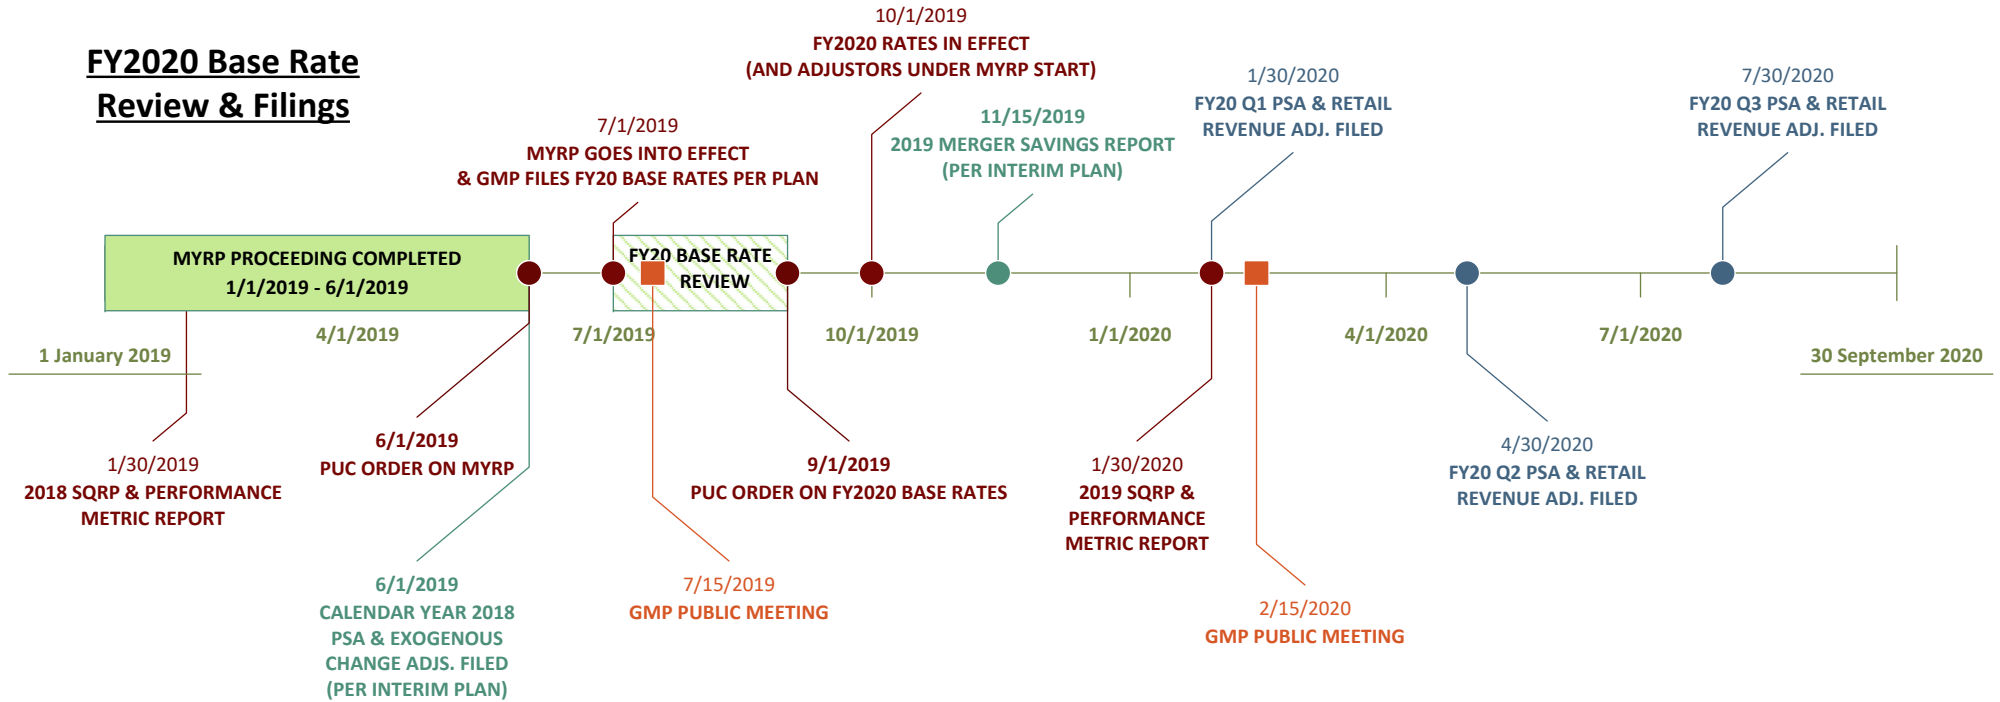 FY2020 Base Rate
Review & Filings
10/1/2019
FY2020 RATES IN EFFECT
(AND ADJUSTORS UNDER MYRP START)
7/1/2019
MYRP GOES INTO EFFECT
& GMP FILES FY20 BASE RATES PER PLAN
11/15/2019
2019 MERGER SAVINGS REPORT
(PER INTERIM PLAN)
1/30/2020
FY20 Q1 PSA & RETAIL
REVENUE ADJ. FILED
7/30/2020
FY20 Q3 PSA & RETAIL
REVENUE ADJ. FILED
MYRP PROCEEDING COMPLETED
1/1/2019 - 6/1/2019
FY20 BASE RATE
REVIEW
1 January 2019
4/1/2019
7/1/2019
10/1/2019
1/1/2020
4/1/2020
7/1/2020
30 September 2020
1/30/2019
2018 SQRP & PERFORMANCE
METRIC REPORT
6/1/2019
PUC ORDER ON MYRP
9/1/2019
PUC ORDER ON FY2020 BASE RATES
1/30/2020
2019 SQRP &
PERFORMANCE
METRIC REPORT
4/30/2020
FY20 Q2 PSA & RETAIL
REVENUE ADJ. FILED
6/1/2019
CALENDAR YEAR 2018
PSA & EXOGENOUS
CHANGE ADJS. FILED
(PER INTERIM PLAN)
7/15/2019
GMP PUBLIC MEETING
2/15/2020
GMP PUBLIC MEETING